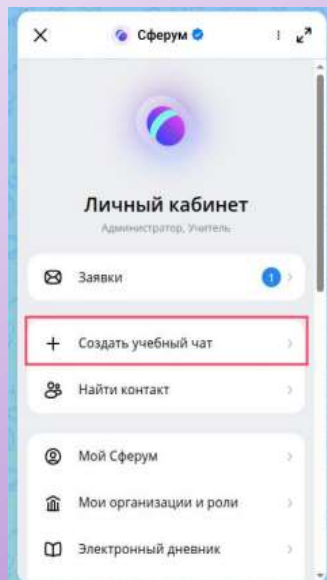 Сферум
Личный кабинет
Администратор, Учитель
Заявки
1
Создать учебный чат
Найти контакт
Мой Сферум
Мои организации и роли
Электронный дневник